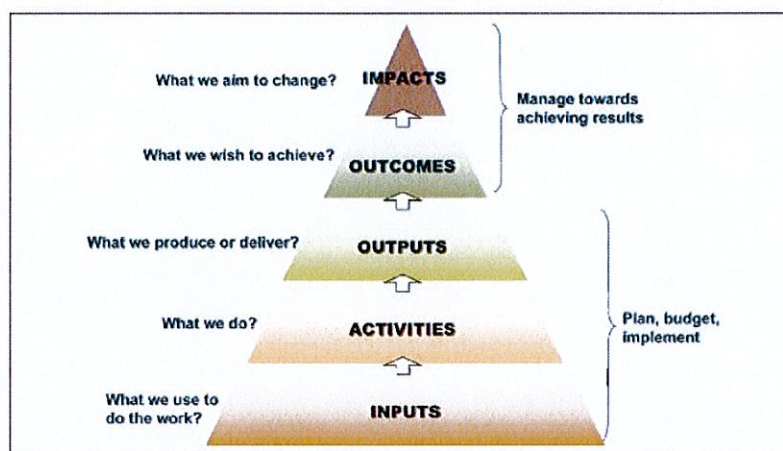 What we aim to change?
IMPACTS
Manage towards
achieving results
What we wish to achieve?
OUTCOMES
What we produce or deliver?
OUTPUTS
What we do?
ACTIVITIES
Plan, budget,
implement
What we use to
do the work?
INPUTS